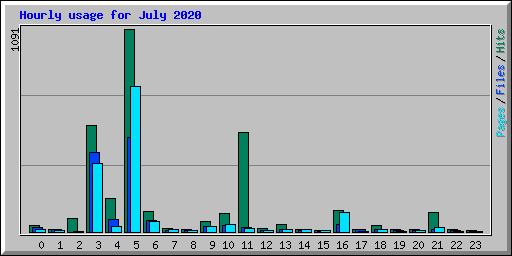 Hourly usage for July 2020
1091
Pages / Files / Hits
0 1 2 3 4 5 6 7 8 9 10 11 12 13 14 15 16 17 18 19 20 21 22 23